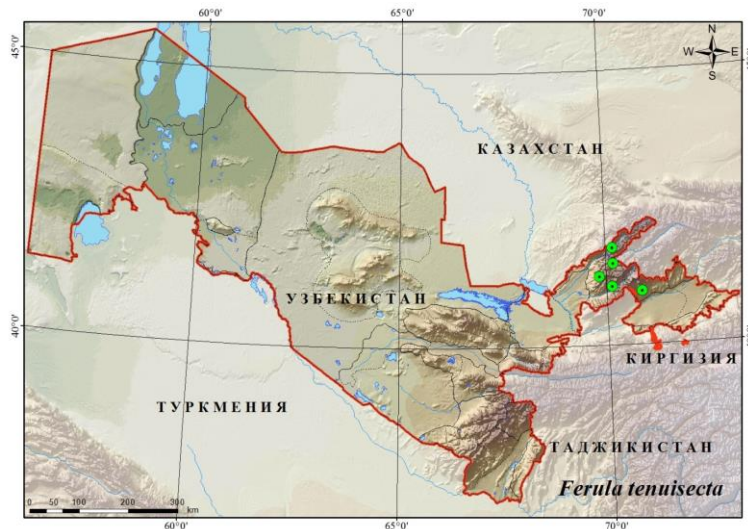 60°0' 65°0' 70°0'
45°0'
N
W E
S
КАЗАХСТАН
УЗБЕКИСТАН
40°0'
КИРГИЗИЯ
ТУРКМЕНИЯ
ТАДЖИКИСТАН
Ferula tenuisecta
0 50 100 200 300
km
60°0' 65°0' 70°0'